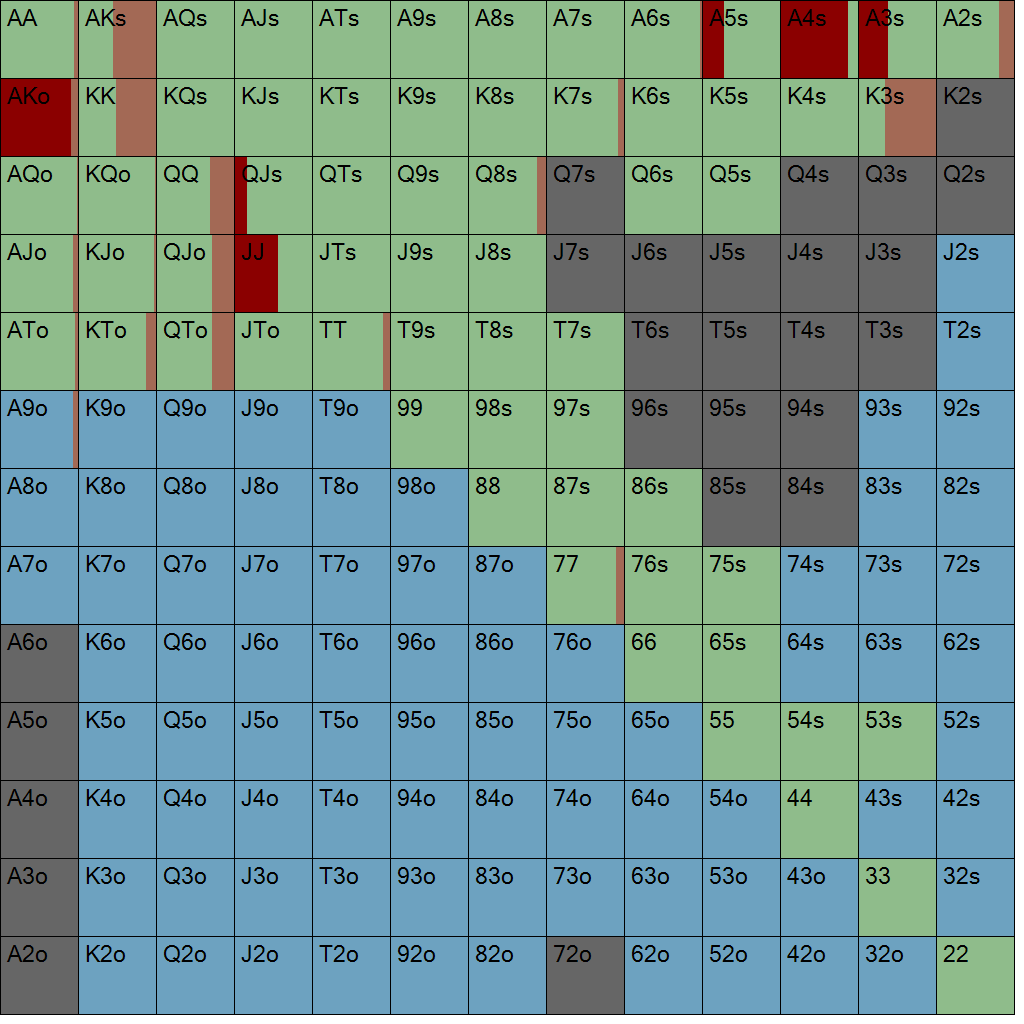 AA AKs AQs AJs ATs A9s A8s A7s A6s A5s A4s A3s A2s
AKo KK KQs KJs KTs K9s K8s K7s K6s K5s K4s K3s K2s
AQo KQo QQ QJs QTs Q9s Q8s Q7s Q6s Q5s Q4s Q3s Q2s
AJo KJo QJo JJ JTs J9s J8s J7s J6s J5s J4s J3s J2s
ATo KTo QTo JTo TT T9s T8s T7s T6s T5s T4s T3s T2s
A9o K9o Q9o J9o T9o 99 98s 97s 96s 95s 94s 93s 92s
A8o K8o Q8o J8o T8o 98o 88 87s 86s 85s 84s 83s 82s
A7o K7o Q7o J7o T7o 97o 87o 77 76s 75s 74s 73s 72s
A6o K6o Q6o J6o T6o 96o 86o 76o 66 65s 64s 63s 62s
A5o K5o Q5o J5o T5o 95o 85o 75o 65o 55 54s 53s 52s
A4o K4o Q4o J4o T4o 94o 84o 74o 64o 54o 44 43s 42s
A3o K3o Q3o J3o T3o 93o 83o 73o 63o 53o 43o 33 32s
A2o K2o Q2o J2o T2o 92o 82o 72o 62o 52o 42o 32o 22